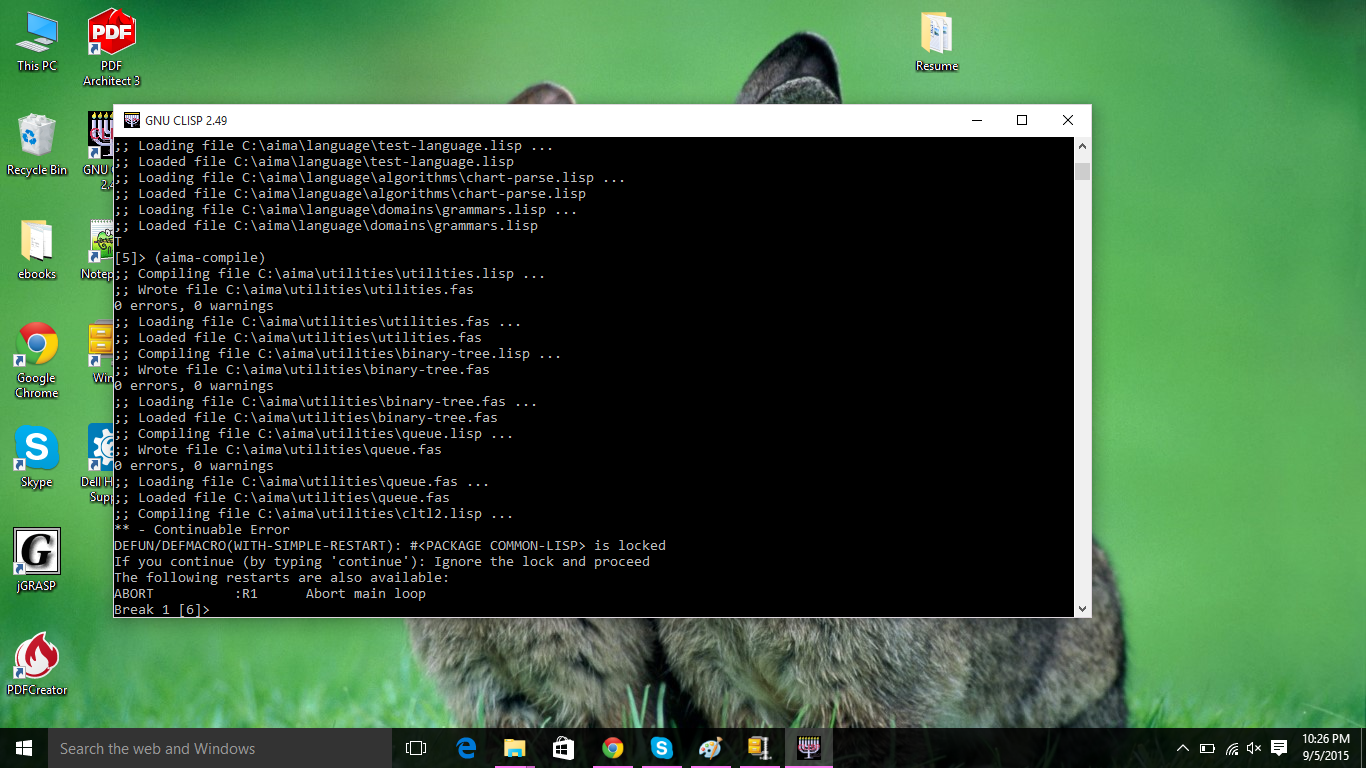 This PC
PDF
PDF
Architect 3
Resume
Recycle Bin
GNU
2.4
ebooks
Notep
Google
Chrome
Win
Skype
Dell H
Supp
jGRASP
PDFCreator
GNU CLISP 2.49
;; Loading file C:\aima\language\test-language.lisp ...
;; Loaded file C:\aima\language\test-language.lisp
;; Loading file C:\aima\language\algorithms\chart-parse.lisp ...
;; Loaded file C:\aima\language\algorithms\chart-parse.lisp
;; Loading file C:\aima\language\domains\grammars.lisp ...
;; Loaded file C:\aima\language\domains\grammars.lisp
T
[5]> (aima-compile)
;; Compiling file C:\aima\utilities\utilities.lisp ...
;; Wrote file C:\aima\utilities\utilities.fas
0 errors, 0 warnings
;; Loading file C:\aima\utilities\utilities.fas ...
;; Loaded file C:\aima\utilities\utilities.fas
;; Compiling file C:\aima\utilities\binary-tree.lisp ...
;; Wrote file C:\aima\utilities\binary-tree.fas
0 errors, 0 warnings
;; Loading file C:\aima\utilities\binary-tree.fas ...
;; Loaded file C:\aima\utilities\binary-tree.fas
;; Compiling file C:\aima\utilities\queue.lisp ...
;; Wrote file C:\aima\utilities\queue.fas
0 errors, 0 warnings
;; Loading file C:\aima\utilities\queue.fas ...
;; Loaded file C:\aima\utilities\queue.fas
;; Compiling file C:\aima\utilities\cltl2.lisp ...
** - Continuable Error
DEFUN/DEFMACRO(WITH-SIMPLE-RESTART): #<PACKAGE COMMON-LISP> is locked
If you continue (by typing 'continue'): Ignore the lock and proceed
The following restarts are also available:
ABORT          :R1      Abort main loop
Break 1 [6]>
Search the web and Windows
10:26 PM
9/5/2015